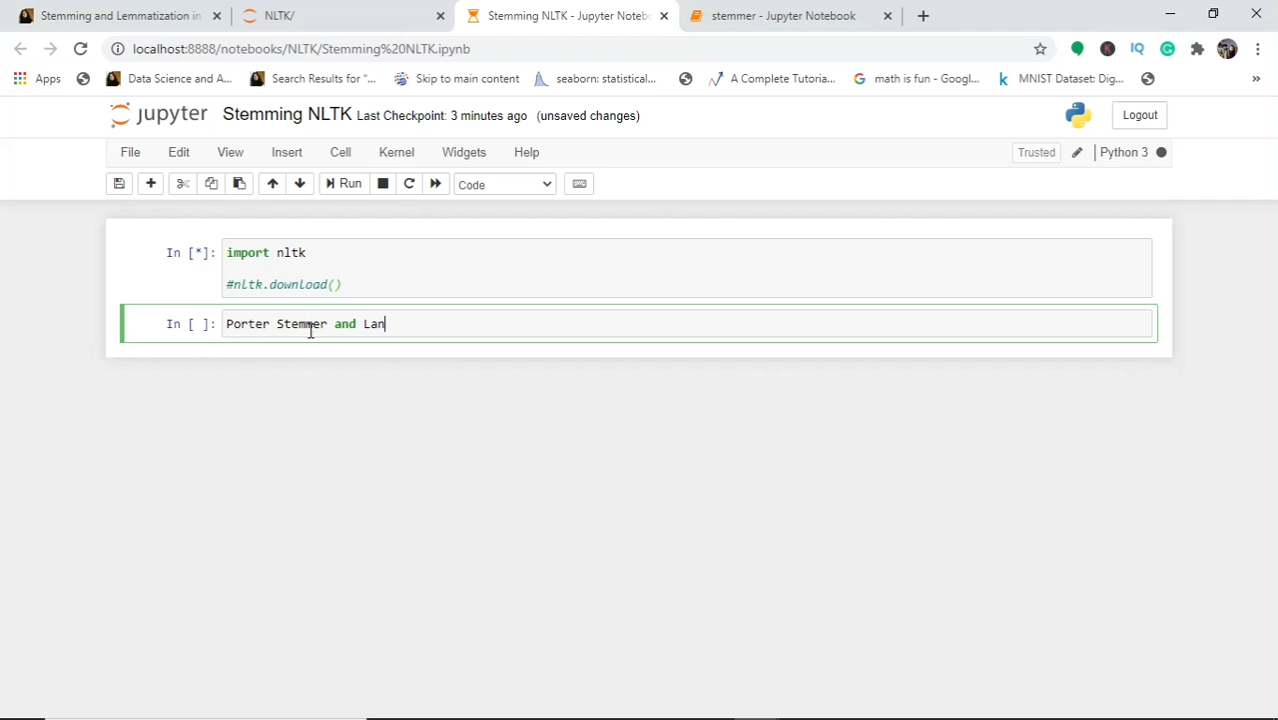 Stemming and Lemmatization in
NLTK/
Stemming NLTK - Jupyter Noteb
stemmer - Jupyter Notebook
localhost:8888/notebooks/NLTK/Stemming%20NLTK.ipynb
Apps
Data Science and A...
Search Results for "...
Skip to main content
seaborn: statistical...
A Complete Tutoria...
math is fun - Googl...
MNIST Dataset: Dig...
»
jupyter Stemming NLTK Last Checkpoint: 3 minutes ago (unsaved changes)
Logout
File Edit View Insert Cell Kernel Widgets Help
Trusted
Python 3
Run
Code
In [*]: import nltk
#nltk.download()
In [ ]: Porter Stemmer and Lan